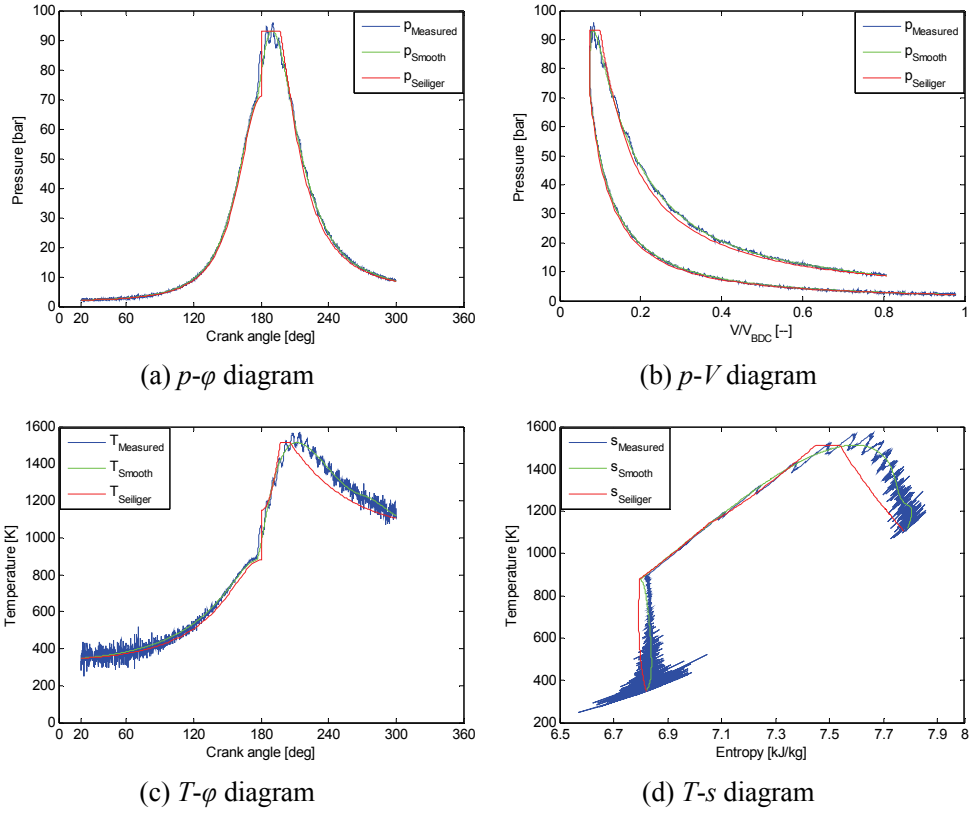 100
90
80
70
60
50
40
30
20
10
0
Pressure [bar]
0 20 60 120 180 240 300 360
Crank angle [deg]
pMeasured
pSmooth
pSeiliger
(a) p-φ diagram
100
90
80
70
60
50
40
30
20
10
0
Pressure [bar]
0 0.2 0.4 0.6 0.8 1
V/VBDC [--]
pMeasured
pSmooth
pSeiliger
(b) p-V diagram
1600
1400
1200
1000
800
600
400
200
0
Temperature [K]
0 20 60 120 180 240 300 360
Crank angle [deg]
TMeasured
TSmooth
TSeiliger
(c) T-φ diagram
1600
1400
1200
1000
800
600
400
200
Temperature [K]
6.5 6.7 6.9 7.1 7.3 7.5 7.7 7.9 8
Entropy [kJ/kg]
sMeasured
sSmooth
sSeiliger
(d) T-s diagram